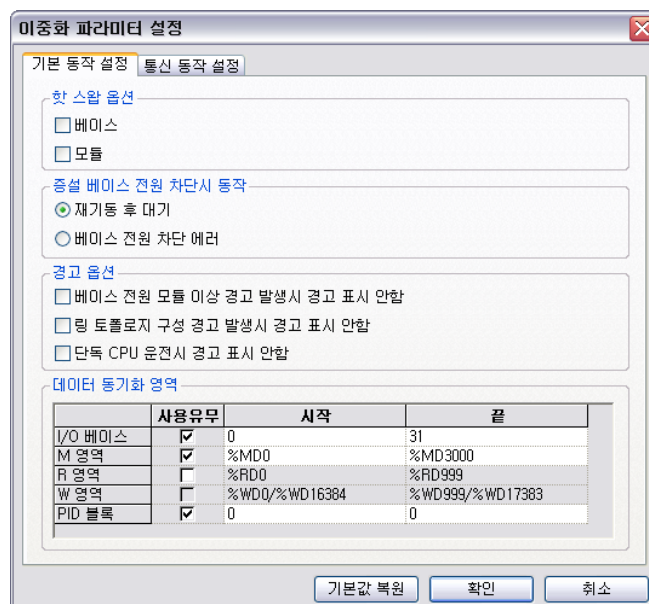 이중화 파라미터 설정
기본 동작 설정 통신 동작 설정
핫 스왑 옵션
베이스
모듈
증설 베이스 전원 차단시 동작
재기동 후 대기
베이스 전원 차단 에러
경고 옵션
베이스 전원 모듈 이상 경고 발생시 경고 표시 안함
링 토폴로지 구성 경고 발생시 경고 표시 안함
단독 CPU 운전시 경고 표시 안함
데이터 동기화 영역
사용유무 시작 끝
I/O 베이스 0 31
M 영역 %MD0 %MD3000
R 영역 %RD0 %RD999
W 영역 %WD0/%WD16384 %WD999/%WD17383
PID 블록 0 0
기본값 복원 확인 취소